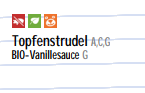 Topfenstrudel A,C,G
BIO-Vanillesauce G